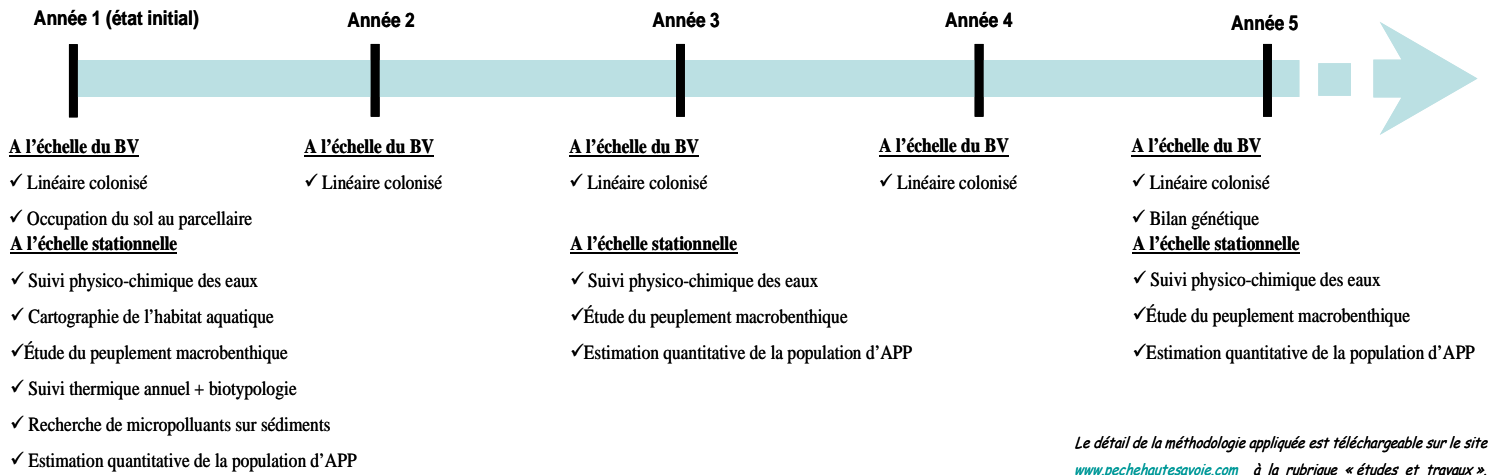 Année 1 (état initial)
Année 2
Année 3
Année 4
Année 5
A l'échelle du BV
✓ Linéaire colonisé
✓ Occupation du sol au parcellaire
A l'échelle stationnelle
✓ Suivi physico-chimique des eaux
✓ Cartographie de l'habitat aquatique
✓Étude du peuplement macrobenthique
✓ Suivi thermique annuel + biotypologie
✓ Recherche de micropolluants sur sédiments
✓ Estimation quantitative de la population d'APP
A l'échelle du BV
✓ Linéaire colonisé
A l'échelle du BV
✓ Linéaire colonisé
A l'échelle stationnelle
✓ Suivi physico-chimique des eaux
✓Étude du peuplement macrobenthique
✓Estimation quantitative de la population d'APP
A l'échelle du BV
✓ Linéaire colonisé
A l'échelle du BV
✓ Linéaire colonisé
✓ Bilan génétique
A l'échelle stationnelle
✓ Suivi physico-chimique des eaux
✓Étude du peuplement macrobenthique
✓Estimation quantitative de la population d'APP
Le détail de la méthodologie appliquée est téléchargeable sur le site
www.pechehautesavoie.com à la rubrique « études et travaux ».